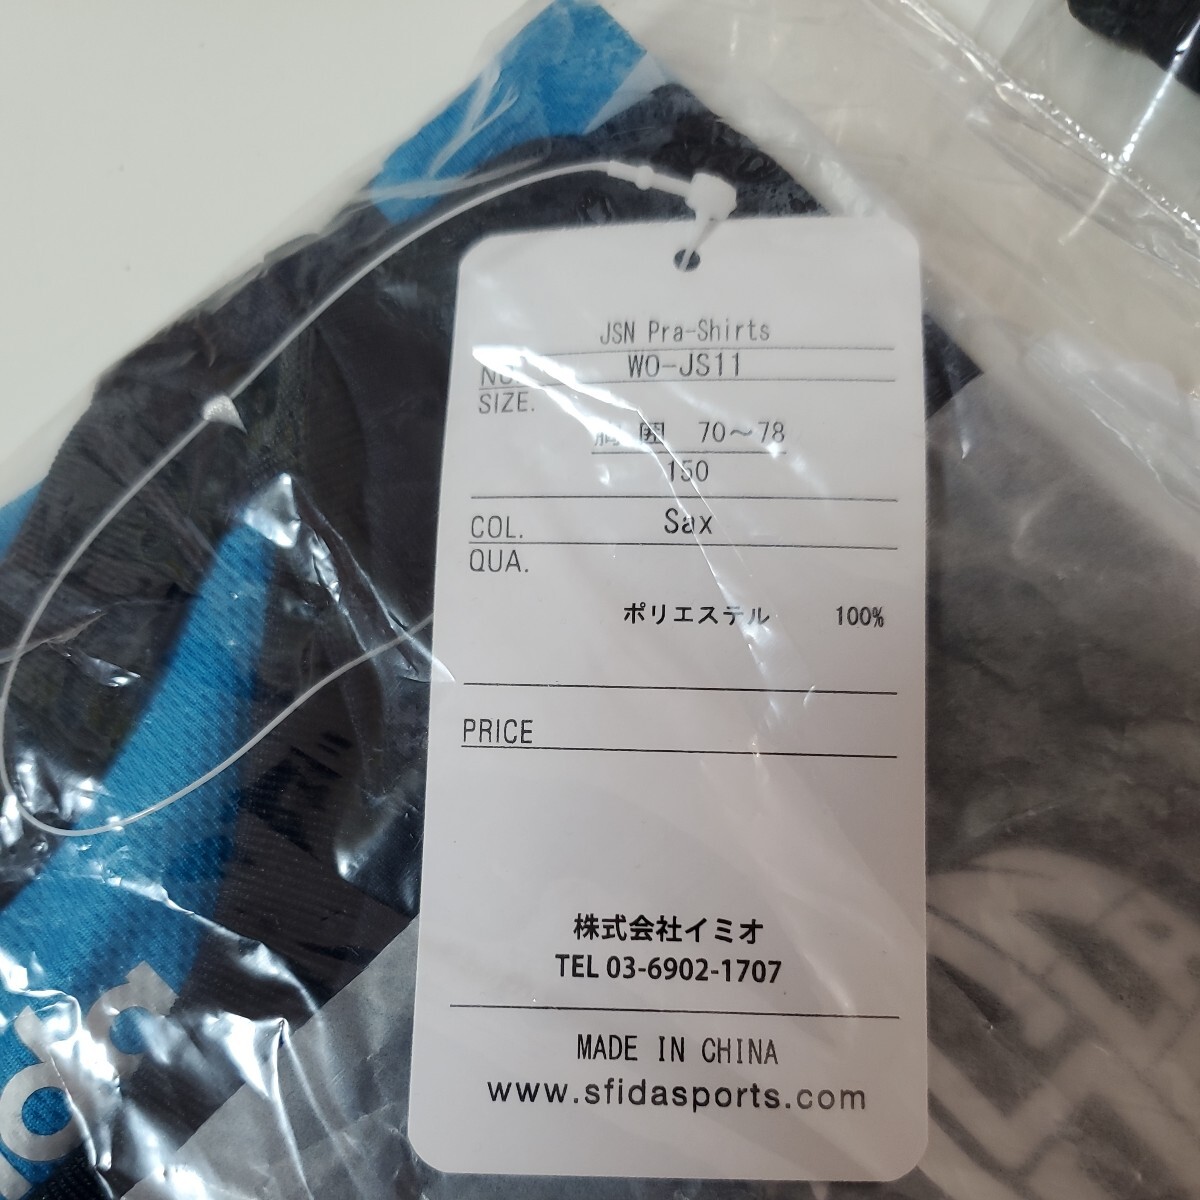 JSN Pra-Shirts
NO. WO-JS11
SIZE.
胸 囲 70～78
150
COL. Sax
QUA.
ポリエステル 100%
PRICE
株式会社イミオ
TEL 03-6902-1707
MADE IN CHINA
www.sfidasports.com